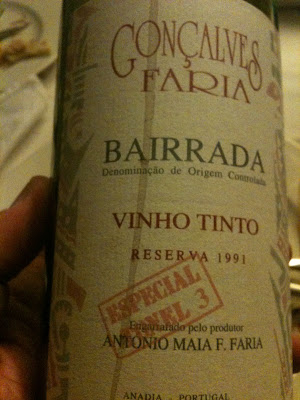 GONÇALVES
FARIA
BAIRRADA
Denominação de Origem Controlada
VINHO TINTO
RESERVA 1991
ESPECIAL
TONEL 3
Engarrafado pelo produtor
ANTÓNIO MAIA F. FARIA
ANADIA - PORTUGAL